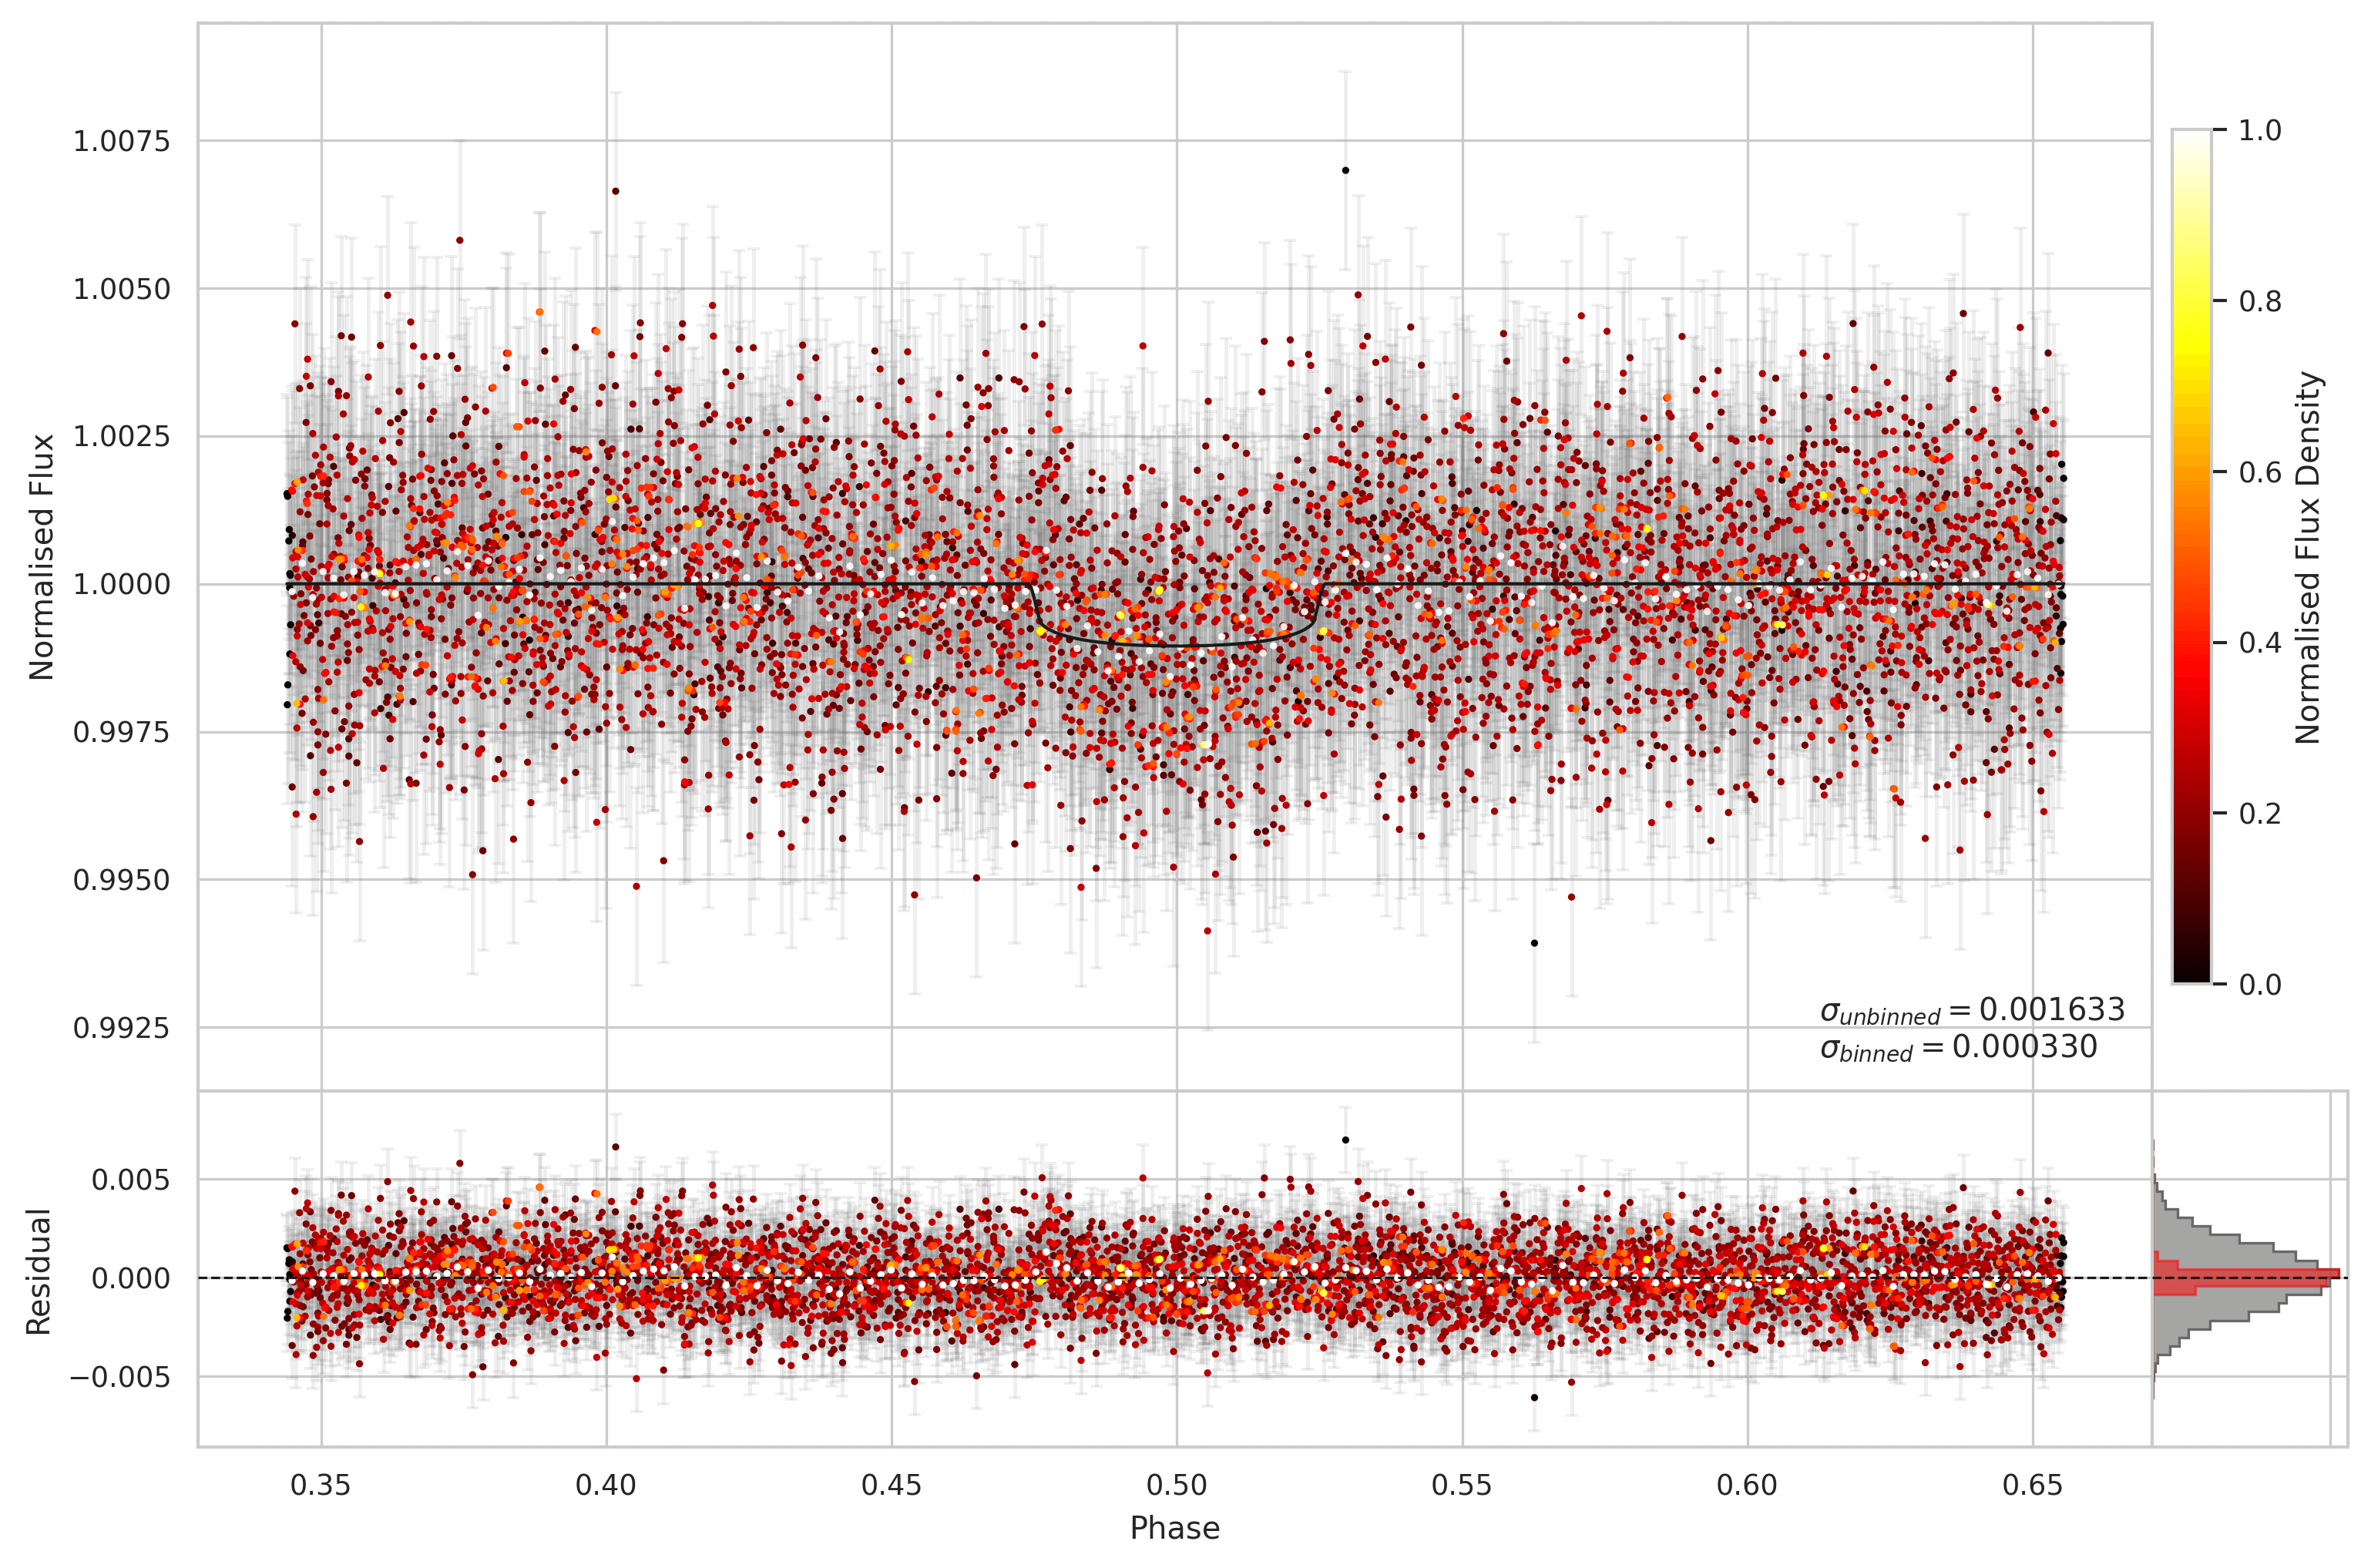 1.0075
1.0050
1.0025
1.0000
0.9975
0.9950
0.9925
Normalised Flux
σunbinned = 0.001633
σbinned = 0.000330
1.0
0.8
0.6
0.4
0.2
0.0
Normalised Flux Density
0.005
0.000
−0.005
Residual
0.35 0.40 0.45 0.50 0.55 0.60 0.65
Phase